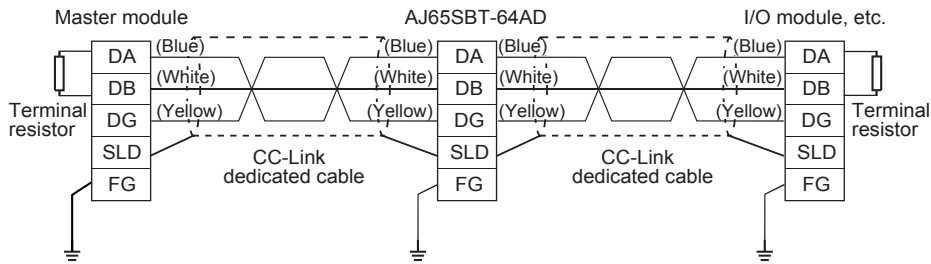 Master module
AJ65SBT-64AD
I/O module, etc.
DA
DB
DG
SLD
FG
(Blue)
(White)
(Yellow)
Terminal
resistor
CC-Link
dedicated cable
(Blue)
(White)
(Yellow)
DA
DB
DG
SLD
FG
(Blue)
(White)
(Yellow)
CC-Link
dedicated cable
(Blue)
(White)
(Yellow)
DA
DB
DG
SLD
FG
Terminal
resistor